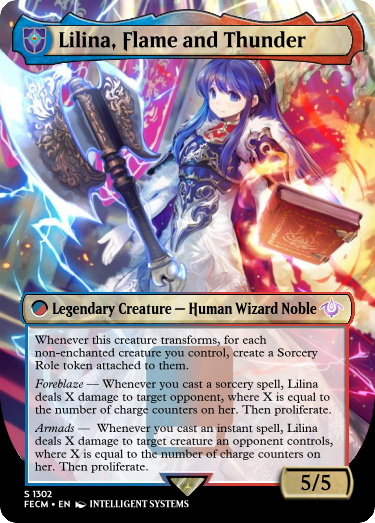 Lilina, Flame and Thunder
Legendary Creature — Human Wizard Noble
Whenever this creature transforms, for each
non-enchanted creature you control, create a Sorcery
Role token attached to them.
Foreblaze — Whenever you cast a sorcery spell, Lilina
deals X damage to target opponent, where X is equal to
the number of charge counters on her. Then proliferate.
Armads — Whenever you cast an instant spell, Lilina
deals X damage to target creature an opponent controls,
where X is equal to the number of charge counters on
her. Then proliferate.
5/5
S 1302
FECM • EN INTELLIGENT SYSTEMS